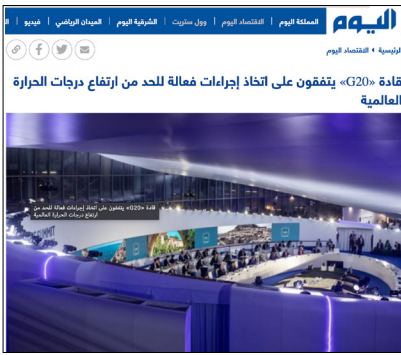 اليوم
المملكة اليوم | الاقتصاد اليوم | وول ستريت | الشرقية اليوم | الميدان الرياضي | فيديو
الرئيسية ‹ الاقتصاد اليوم
قادة «G20» يتفقون على اتخاذ إجراءات فعالة للحد من ارتفاع درجات الحرارة
العالمية
قادة «G20» يتفقون على اتخاذ إجراءات فعالة للحد من
ارتفاع درجات الحرارة العالمية
SUMMIT